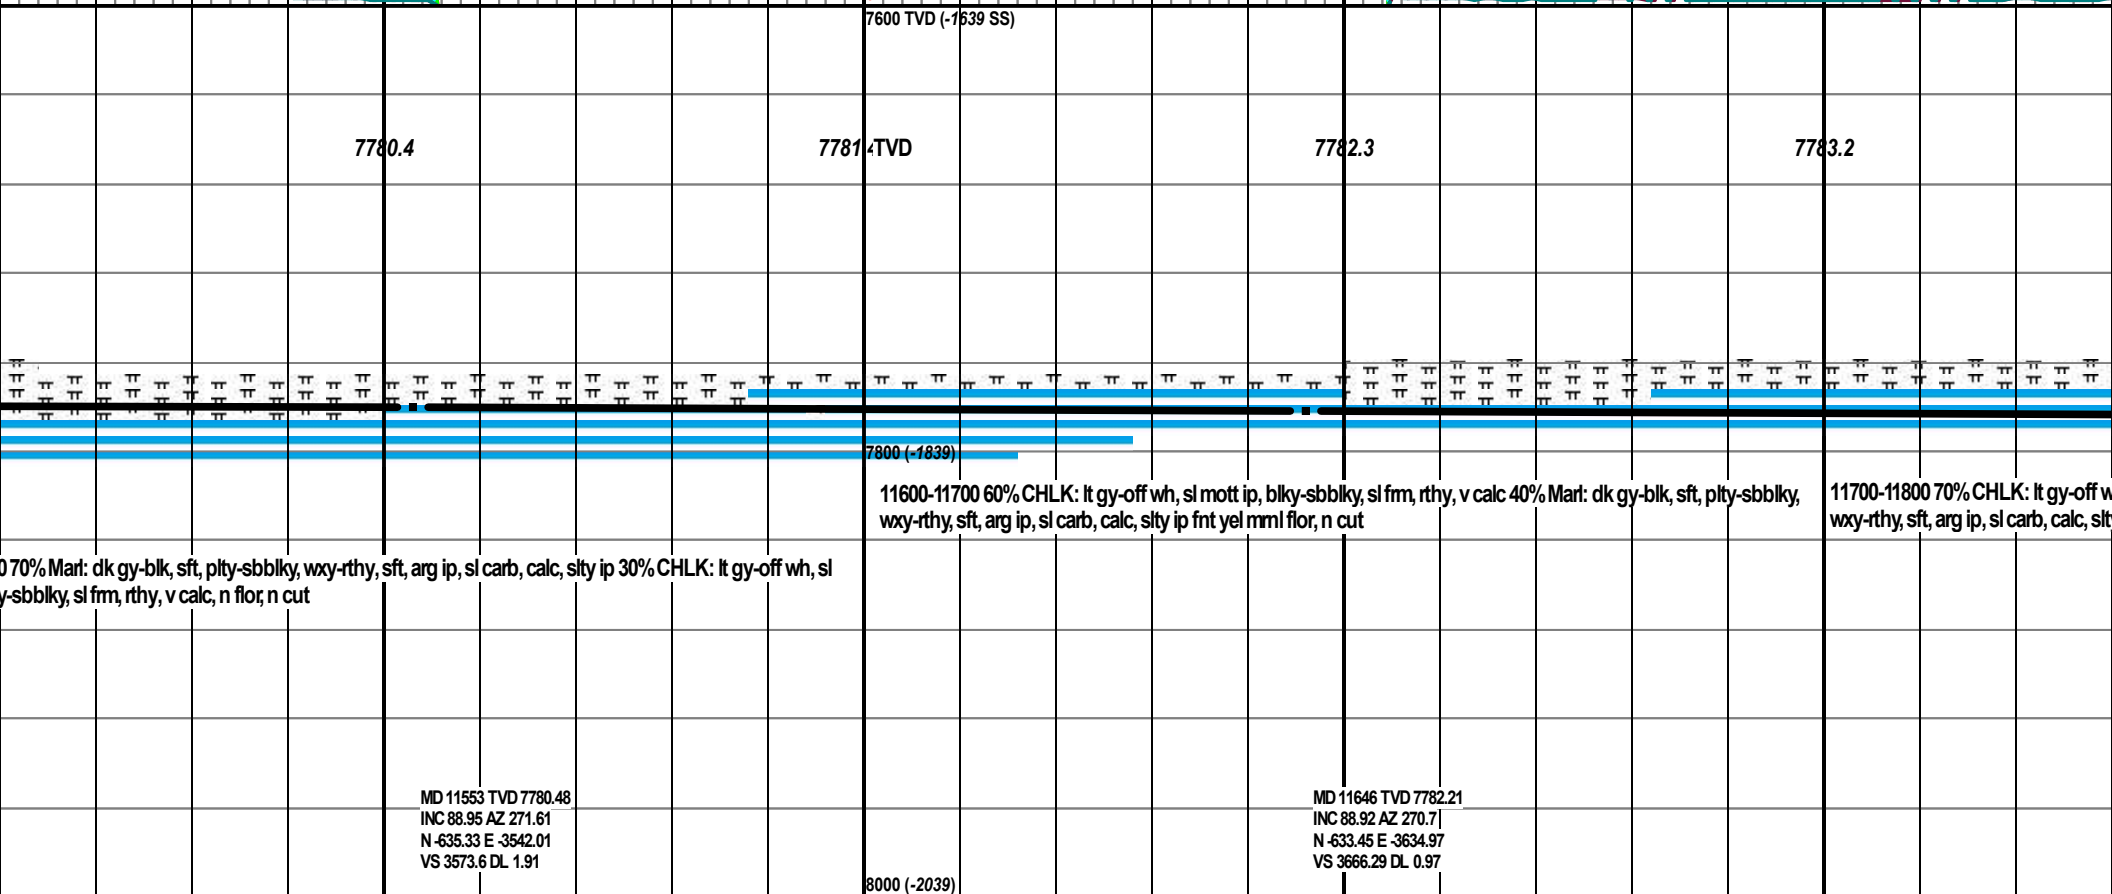 7600 TVD (-1639 SS)
7780.4
7781.4 TVD
7782.3
7783.2
7800 (-1839)
11600-11700 60% CHLK: lt gy-off wh, sl mott ip, blky-sbblky, sl frm, rthy, v calc 40% Marl: dk gy-blk, sft, plty-sbblky,
wxy-rthy, sft, arg ip, sl carb, calc, slty ip fnt yel mrnl flor, n cut
11700-11800 70% CHLK: lt gy-off w
wxy-rthy, sft, arg ip, sl carb, calc, slt
0 70% Marl: dk gy-blk, sft, plty-sbblky, wxy-rthy, sft, arg ip, sl carb, calc, slty ip 30% CHLK: lt gy-off wh, sl
y-sbblky, sl frm, rthy, v calc, n flor, n cut
MD 11553 TVD 7780.48
INC 88.95 AZ 271.61
N -635.33 E -3542.01
VS 3573.6 DL 1.91
MD 11646 TVD 7782.21
INC 88.92 AZ 270.7
N -633.45 E -3634.97
VS 3666.29 DL 0.97
8000 (-2039)